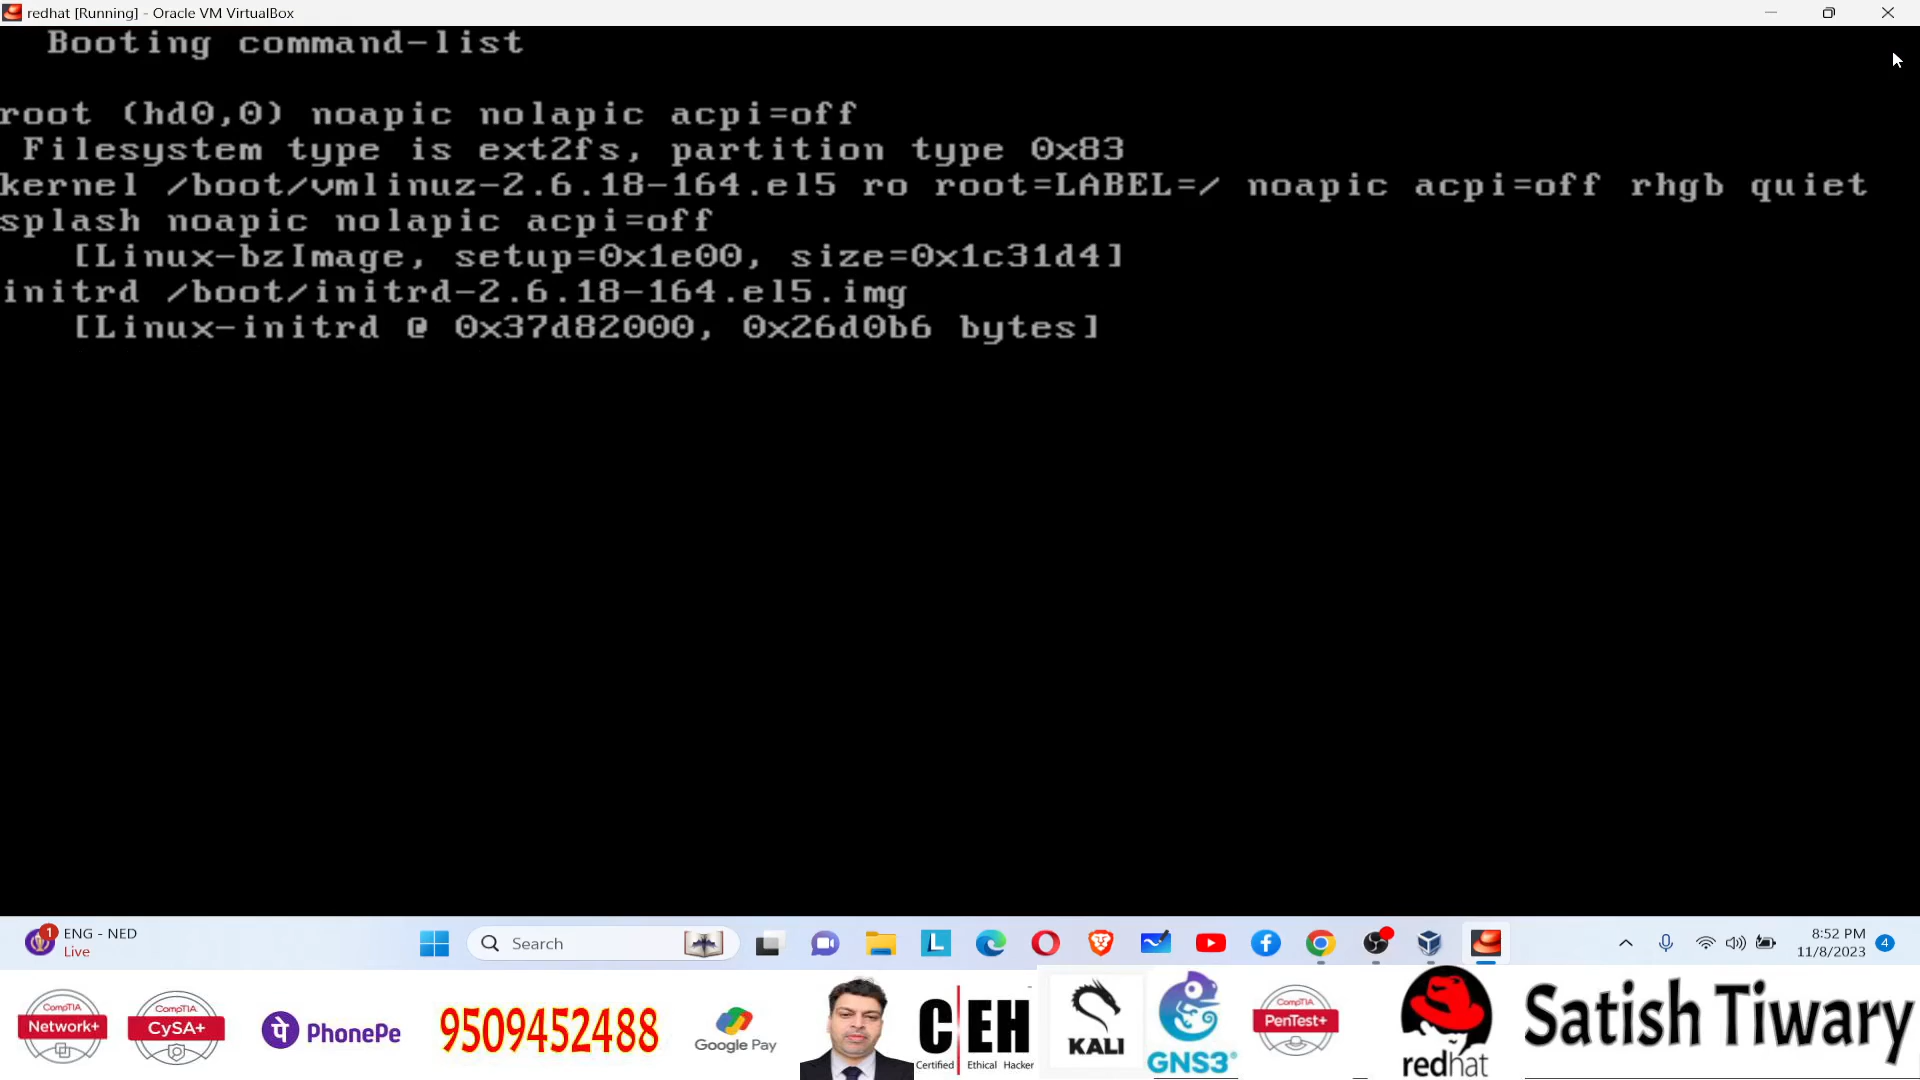 redhat [Running] - Oracle VM VirtualBox
Booting command-list
root (hd0,0) noapic nolapic acpi=off
Filesystem type is ext2fs, partition type 0x83
kernel /boot/vmlinuz-2.6.18-164.el5 ro root=LABEL=/ noapic acpi=off rhgb quiet
splash noapic nolapic acpi=off
[Linux-bzImage, setup=0x1e00, size=0x1c31d4]
initrd /boot/initrd-2.6.18-164.el5.img
[Linux-initrd @ 0x37d82000, 0x26d0b6 bytes]
1
ENG - NED
Live
Search
L
8:52 PM
11/8/2023
4
CompTIA
Network+
CompTIA
CySA+
पे PhonePe
9509452488
Google Pay
C|EH
Certified Ethical Hacker
KALI
GNS3
CompTIA
PenTest+
redhat
Satish Tiwary